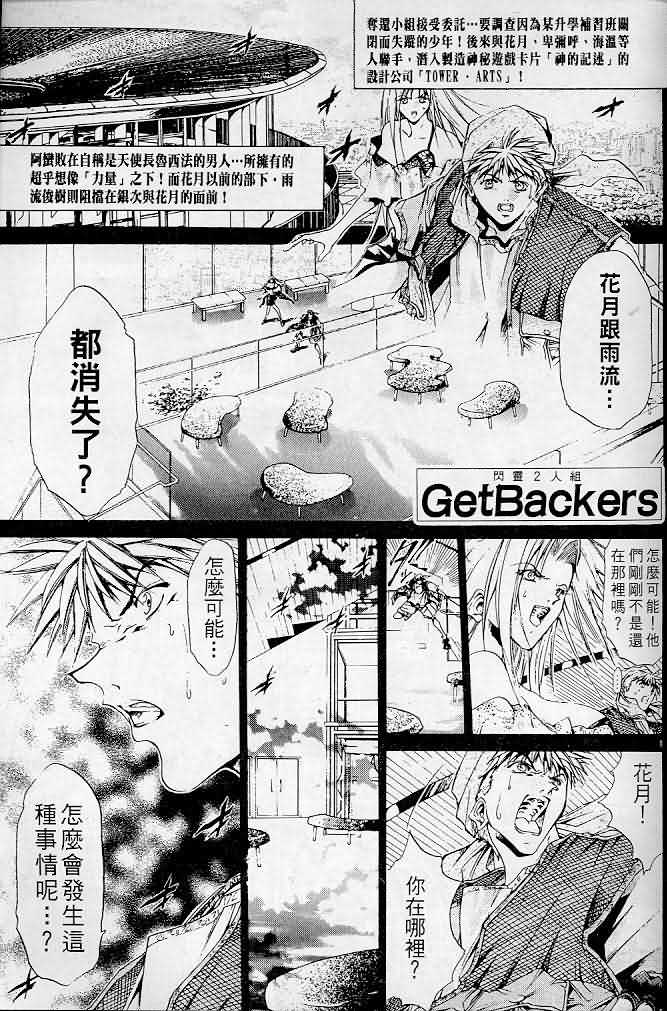 奪還小組接受委託…要調查因為某升學補習班關
閉而失蹤的少年!後來與花月、卑彌呼、海溫等
人聯手,潛入製造神秘遊戲卡片「神的記述」的
設計公司「TOWER・ARTS」!
阿蠻敗在自稱是天使長魯西法的男人…所擁有的
超乎想像「力量」之下!而花月以前的部下,雨
流俊樹則阻擋在銀次與花月的面前!
花月跟雨流…
都消失了?
閃靈2人組
GetBackers
怎麼可能!他
們剛剛不是還
在那裡嗎?
花月!
你在哪裡?
怎麼可能…
怎麼會發生這
種事情呢…?